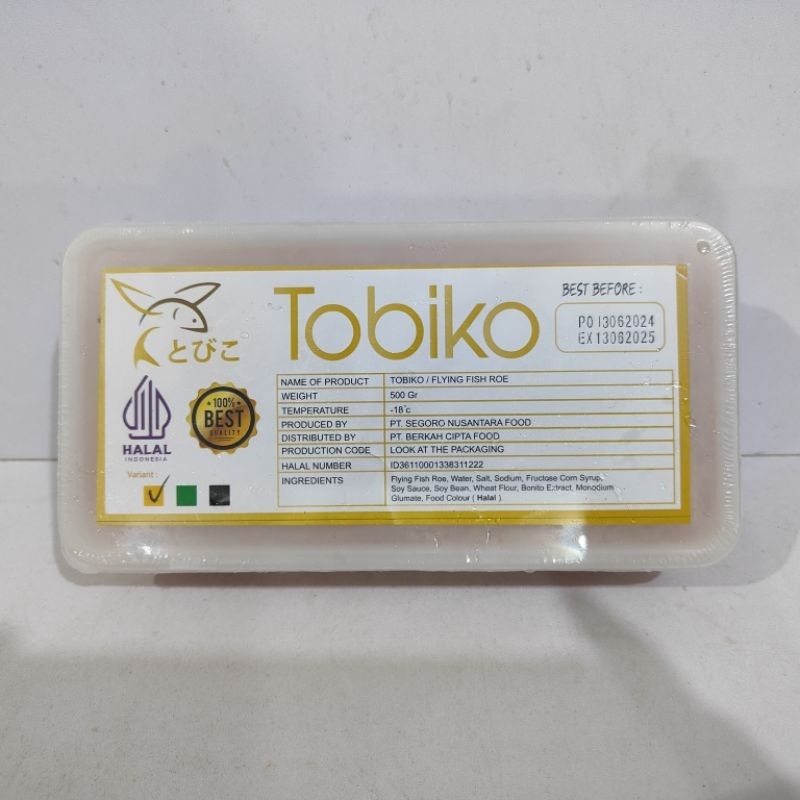 とびこ
Tobiko
BEST BEFORE :
PO 13062024
EX 13062025
HALAL
INDONESIA
100%
BEST
QUALITY
Variant :
NAME OF PRODUCT TOBIKO / FLYING FISH ROE
WEIGHT 500 Gr
TEMPERATURE -18°c
PRODUCED BY PT. SEGORO NUSANTARA FOOD
DISTRIBUTED BY PT. BERKAH CIPTA FOOD
PRODUCTION CODE LOOK AT THE PACKAGING
HALAL NUMBER ID36110001338311222
INGREDIENTS Flying Fish Roe, Water, Salt, Sodium, Fructose Corn Syrup,
Soy Sauce, Soy Bean, Wheat Flour, Bonito Extract, Monodium
Glumate, Food Colour ( Halal )